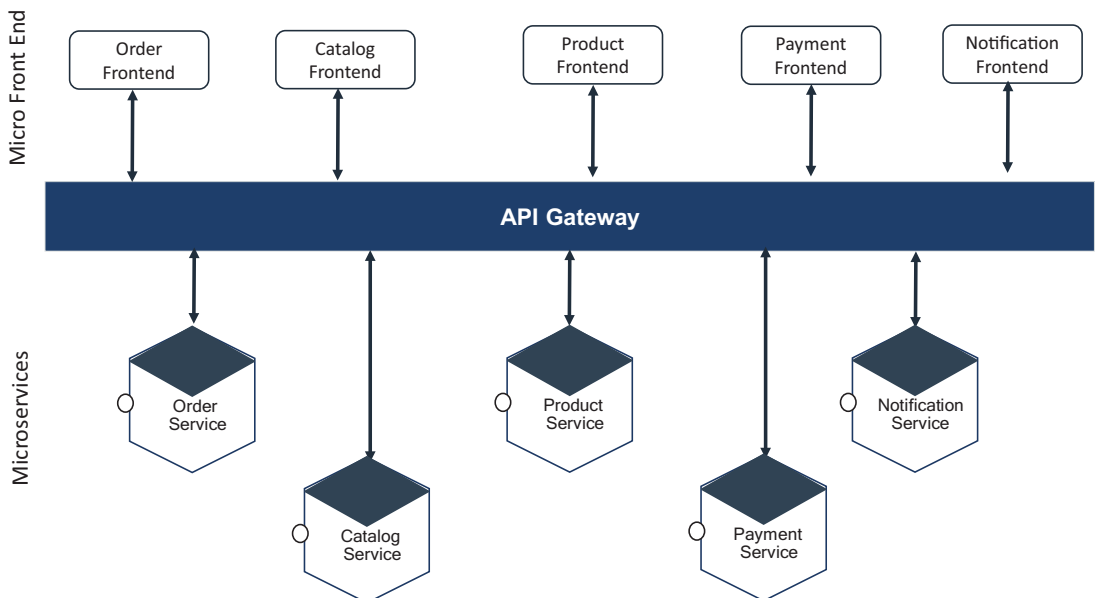 Micro Front End
Order
Frontend
Catalog
Frontend
Product
Frontend
Payment
Frontend
Notification
Frontend
API Gateway
Microservices
Order
Service
Product
Service
Notification
Service
Catalog
Service
Payment
Service